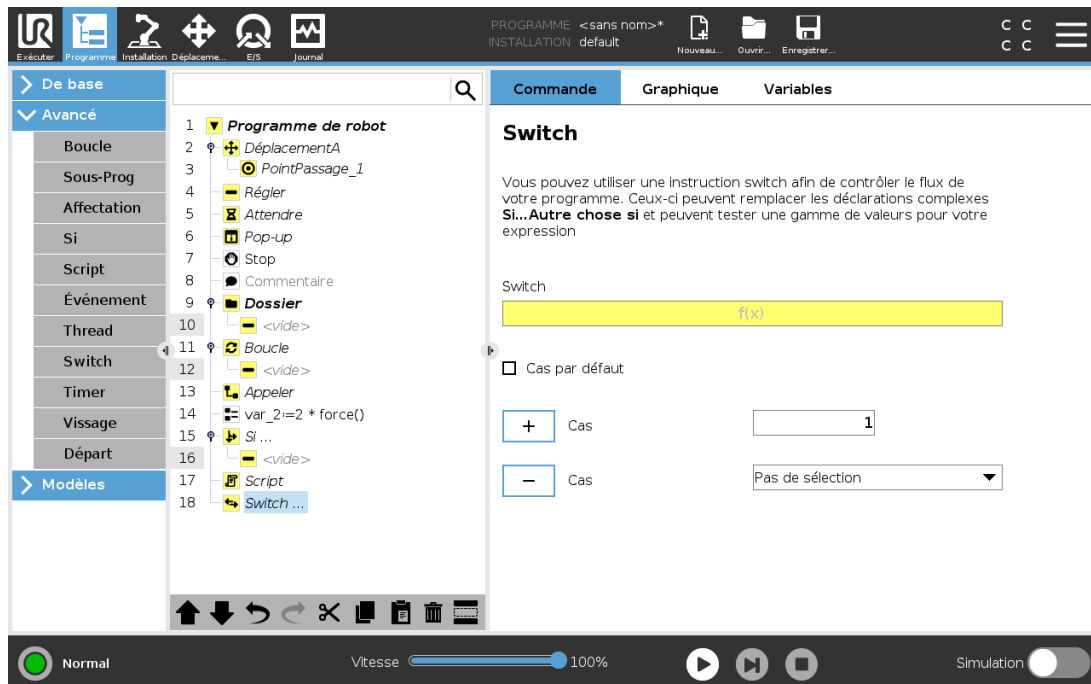 UR
Exécuter
Programme
Installation
Déplaceme...
E/S
Journal
PROGRAMME <sans nom>*
INSTALLATION default
Nouveau...
Ouvrir...
Enregistrer...
C C
C C
De base
Avancé
Boucle
Sous-Prog
Affectation
Si
Script
Événement
Thread
Switch
Timer
Vissage
Départ
Modèles
1 Programme de robot
2 DéplacementA
3 PointPassage_1
4 Régler
5 Attendre
6 Pop-up
7 Stop
8 Commentaire
9 Dossier
10 <vide>
11 Boucle
12 <vide>
13 Appeler
14 var_2:=2 * force()
15 Si ...
16 <vide>
17 Script
18 Switch ...
Commande Graphique Variables
Switch
Vous pouvez utiliser une instruction switch afin de contrôler le flux de
votre programme. Ceux-ci peuvent remplacer les déclarations complexes
Si...Autre chose si et peuvent tester une gamme de valeurs pour votre
expression
Switch
f(x)
Cas par défaut
+ Cas 1
− Cas Pas de sélection
Normal
Vitesse 100%
Simulation